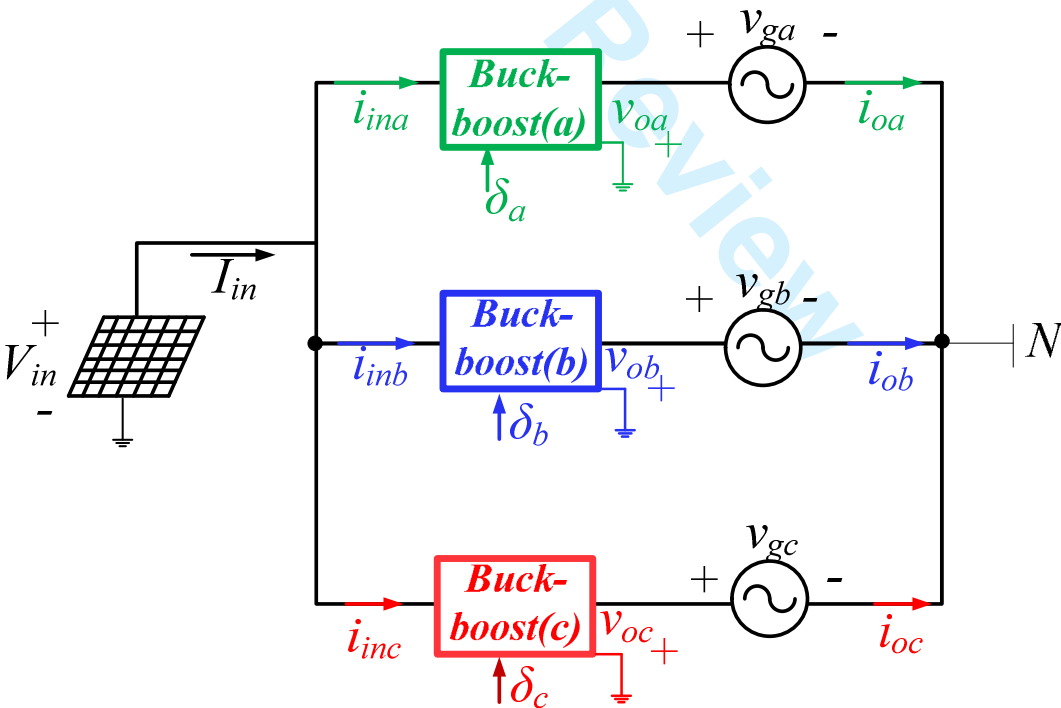 Review
+ v_ga -
Buck-
boost(a)
i_ina
v_oa
+
i_oa
δ_a
I_in
+
V_in
-
+ v_gb -
Buck-
boost(b)
i_inb
v_ob
+
i_ob
N
δ_b
v_gc
+ -
Buck-
boost(c)
i_inc
v_oc
+
i_oc
δ_c